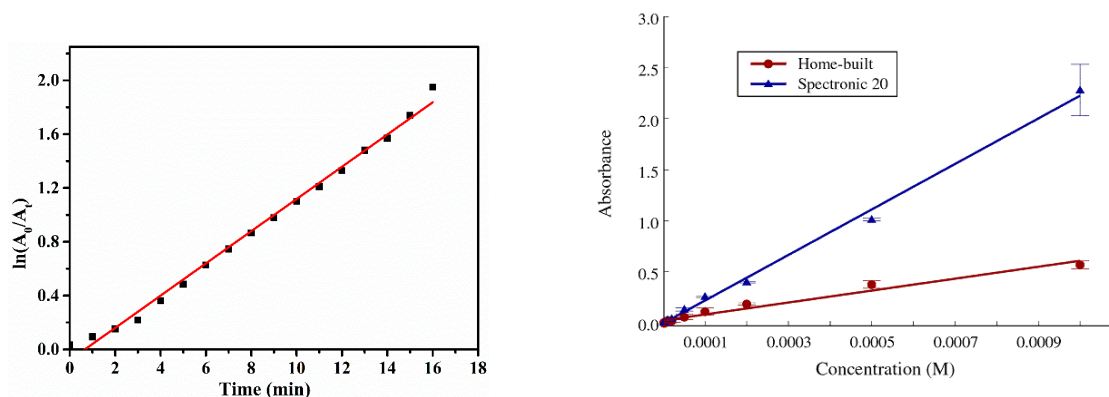 2.0
1.6
1.2
0.8
0.4
0.0
ln(A0/At)
0 2 4 6 8 10 12 14 16 18
Time (min)
3.0
2.5
2.0
1.5
1.0
0.5
0.0
Absorbance
Home-built
Spectronic 20
0.0001 0.0003 0.0005 0.0007 0.0009
Concentration (M)